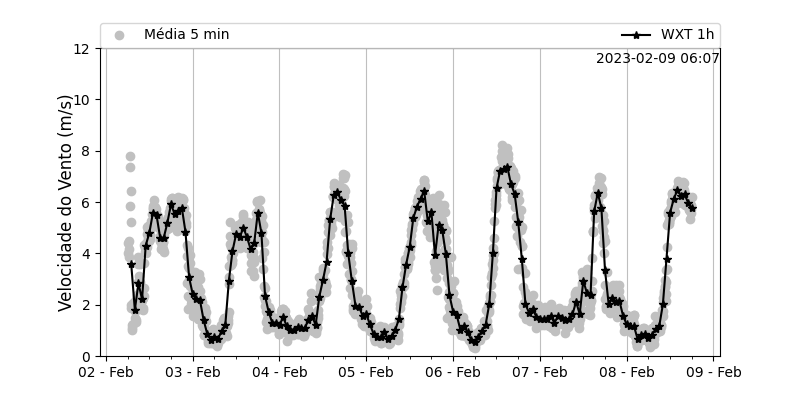 Média 5 min
WXT 1h
2023-02-09 06:07
Velocidade do Vento (m/s)
12
10
8
6
4
2
0
02 - Feb
03 - Feb
04 - Feb
05 - Feb
06 - Feb
07 - Feb
08 - Feb
09 - Feb